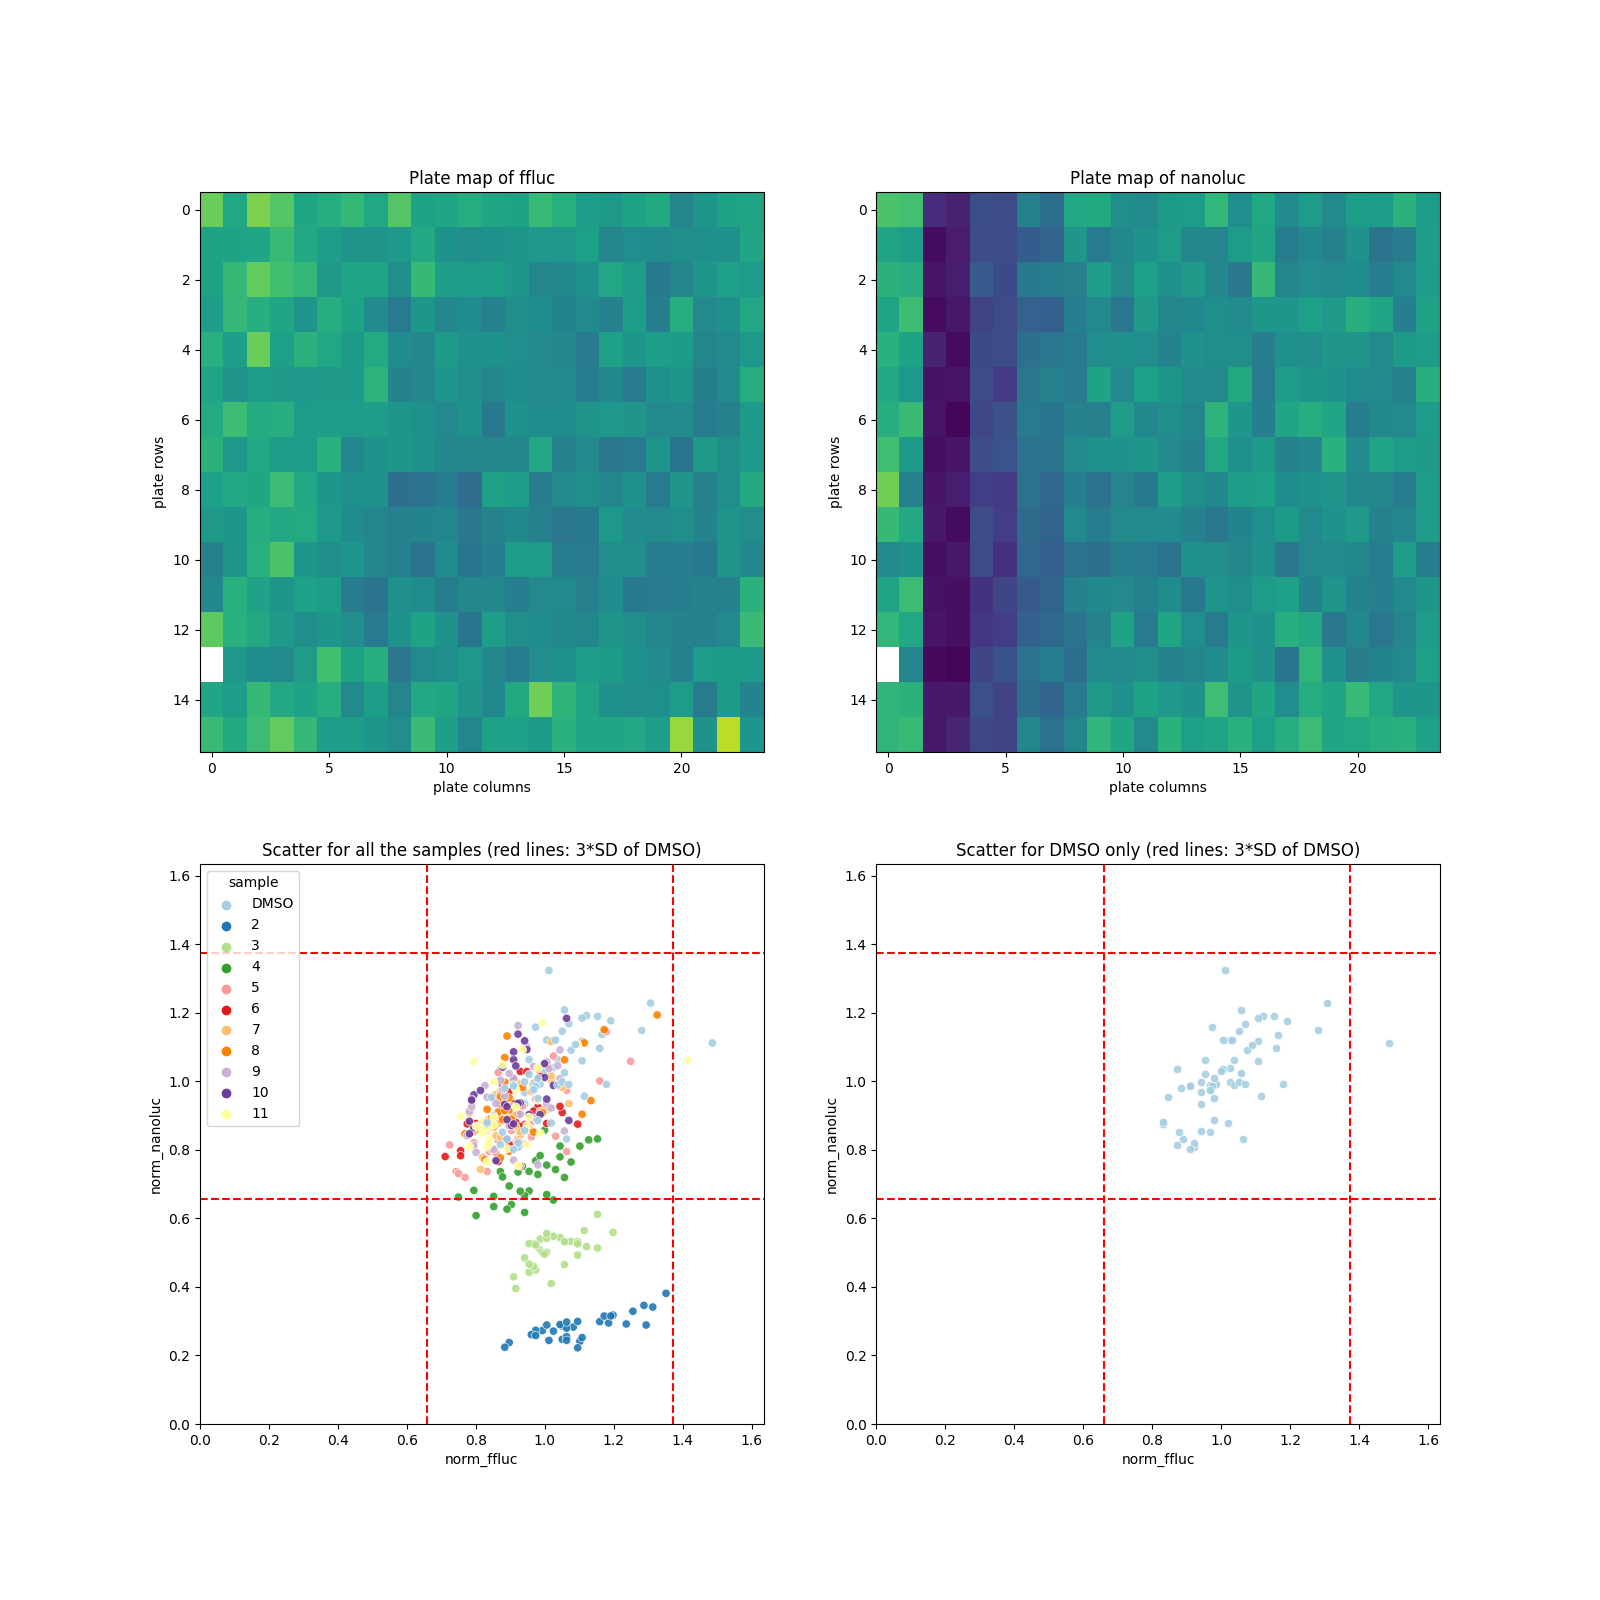 Plate map of ffluc
0
2
4
6
8
10
12
14
plate rows
0 5 10 15 20
plate columns
Plate map of nanoluc
0
2
4
6
8
10
12
14
plate rows
0 5 10 15 20
plate columns
Scatter for all the samples (red lines: 3*SD of DMSO)
1.6
1.4
1.2
1.0
0.8
0.6
0.4
0.2
0.0
norm_nanoluc
sample
DMSO
2
3
4
5
6
7
8
9
10
11
0.0 0.2 0.4 0.6 0.8 1.0 1.2 1.4 1.6
norm_ffluc
Scatter for DMSO only (red lines: 3*SD of DMSO)
1.6
1.4
1.2
1.0
0.8
0.6
0.4
0.2
0.0
norm_nanoluc
0.0 0.2 0.4 0.6 0.8 1.0 1.2 1.4 1.6
norm_ffluc